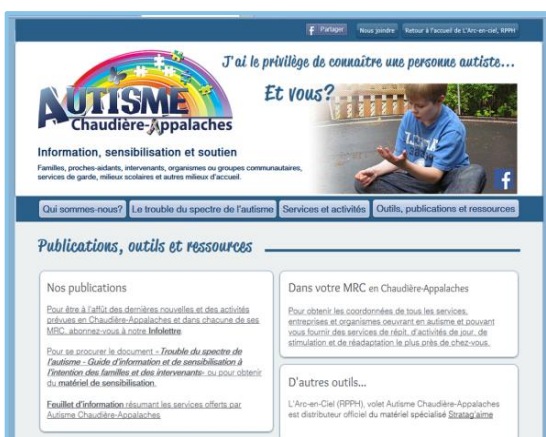 Partager
Nous joindre
Retour à l'accueil de L'Arc-en-ciel, RPPH
J'ai le privilège de connaître une personne autiste...
Et vous?
AUTISME
Chaudière-Appalaches
Information, sensibilisation et soutien
Familles, proches-aidants, intervenants, organismes ou groupes communautaires,
services de garde, milieux scolaires et autres milieux d'accueil.
Qui sommes-nous?
Le trouble du spectre de l'autisme
Services et activités
Outils, publications et ressources
Publications, outils et ressources
Nos publications
Pour être à l'affût des dernières nouvelles et des activités
prévues en Chaudière-Appalaches et dans chacune de ses
MRC, abonnez-vous à notre Infolettre.
Pour se procurer le document «Trouble du spectre de
l'autisme - Guide d'information et de sensibilisation à
l'intention des familles et des intervenants» ou pour obtenir
du matériel de sensibilisation.
Feuillet d'information résumant les services offerts par
Autisme Chaudière-Appalaches
Dans votre MRC en Chaudière-Appalaches
Pour obtenir les coordonnées de tous les services,
entreprises et organismes oeuvrant en autisme et pouvant
vous fournir des services de répit, d'activités de jour, de
stimulation et de réadaptation le plus près de chez-vous.
D'autres outils...
L'Arc-en-Ciel (RPPH), volet Autisme Chaudière-Appalaches
est distributeur officiel du matériel spécialisé Stratag'aime